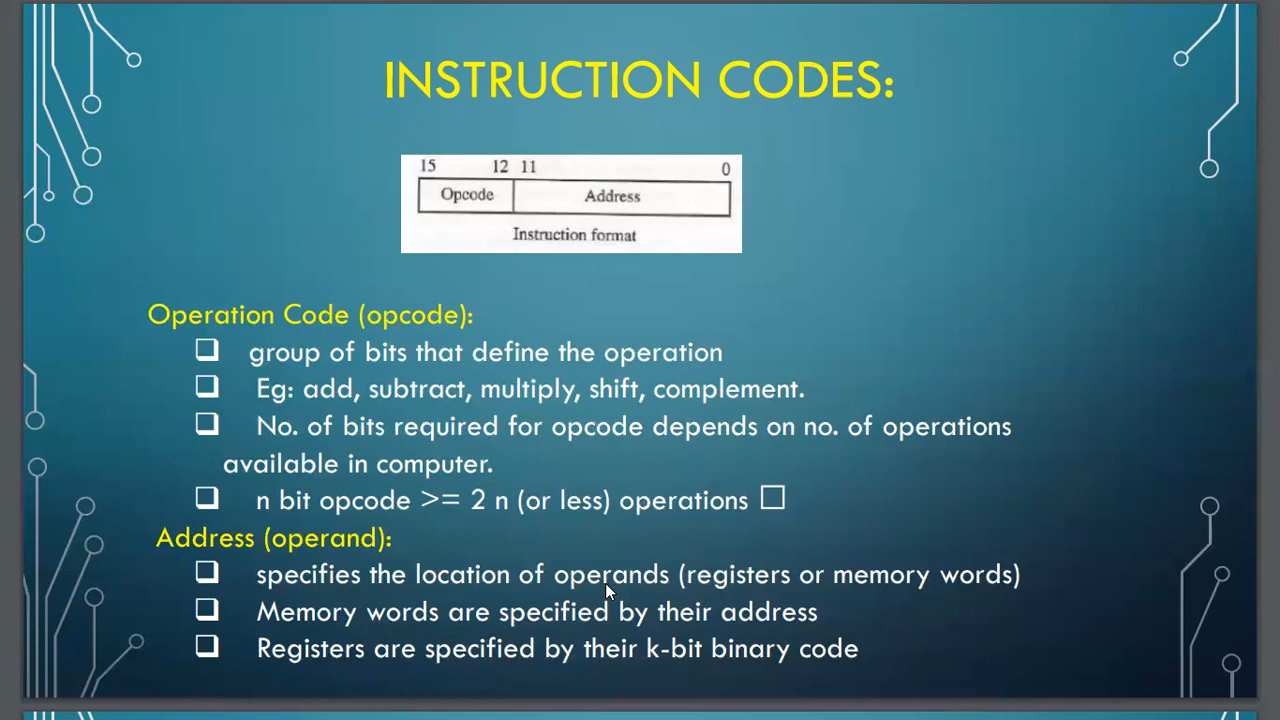 INSTRUCTION CODES:
15 12 11 0
Opcode Address
Instruction format
Operation Code (opcode):
❑ group of bits that define the operation
❑ Eg: add, subtract, multiply, shift, complement.
❑ No. of bits required for opcode depends on no. of operations
available in computer.
❑ n bit opcode >= 2 n (or less) operations □
Address (operand):
❑ specifies the location of operands (registers or memory words)
❑ Memory words are specified by their address
❑ Registers are specified by their k-bit binary code